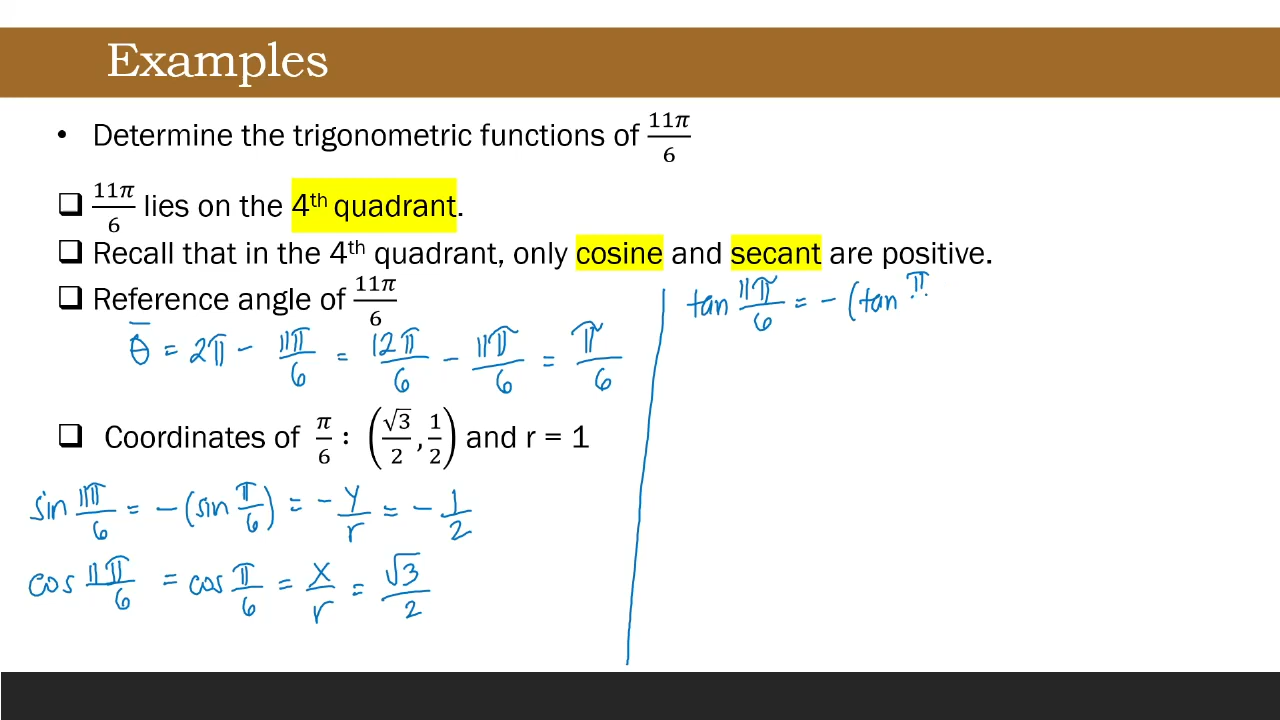 Examples
• Determine the trigonometric functions of 11π/6
❑ 11π/6 lies on the 4th quadrant.
❑ Recall that in the 4th quadrant, only cosine and secant are positive.
❑ Reference angle of 11π/6
θ̅ = 2π - 11π/6 = 12π/6 - 11π/6 = π/6
❑ Coordinates of π/6 : (√3/2, 1/2) and r = 1
sin 11π/6 = -(sin π/6) = -y/r = -1/2
cos 11π/6 = cos π/6 = x/r = √3/2
tan 11π/6 = -(tan π